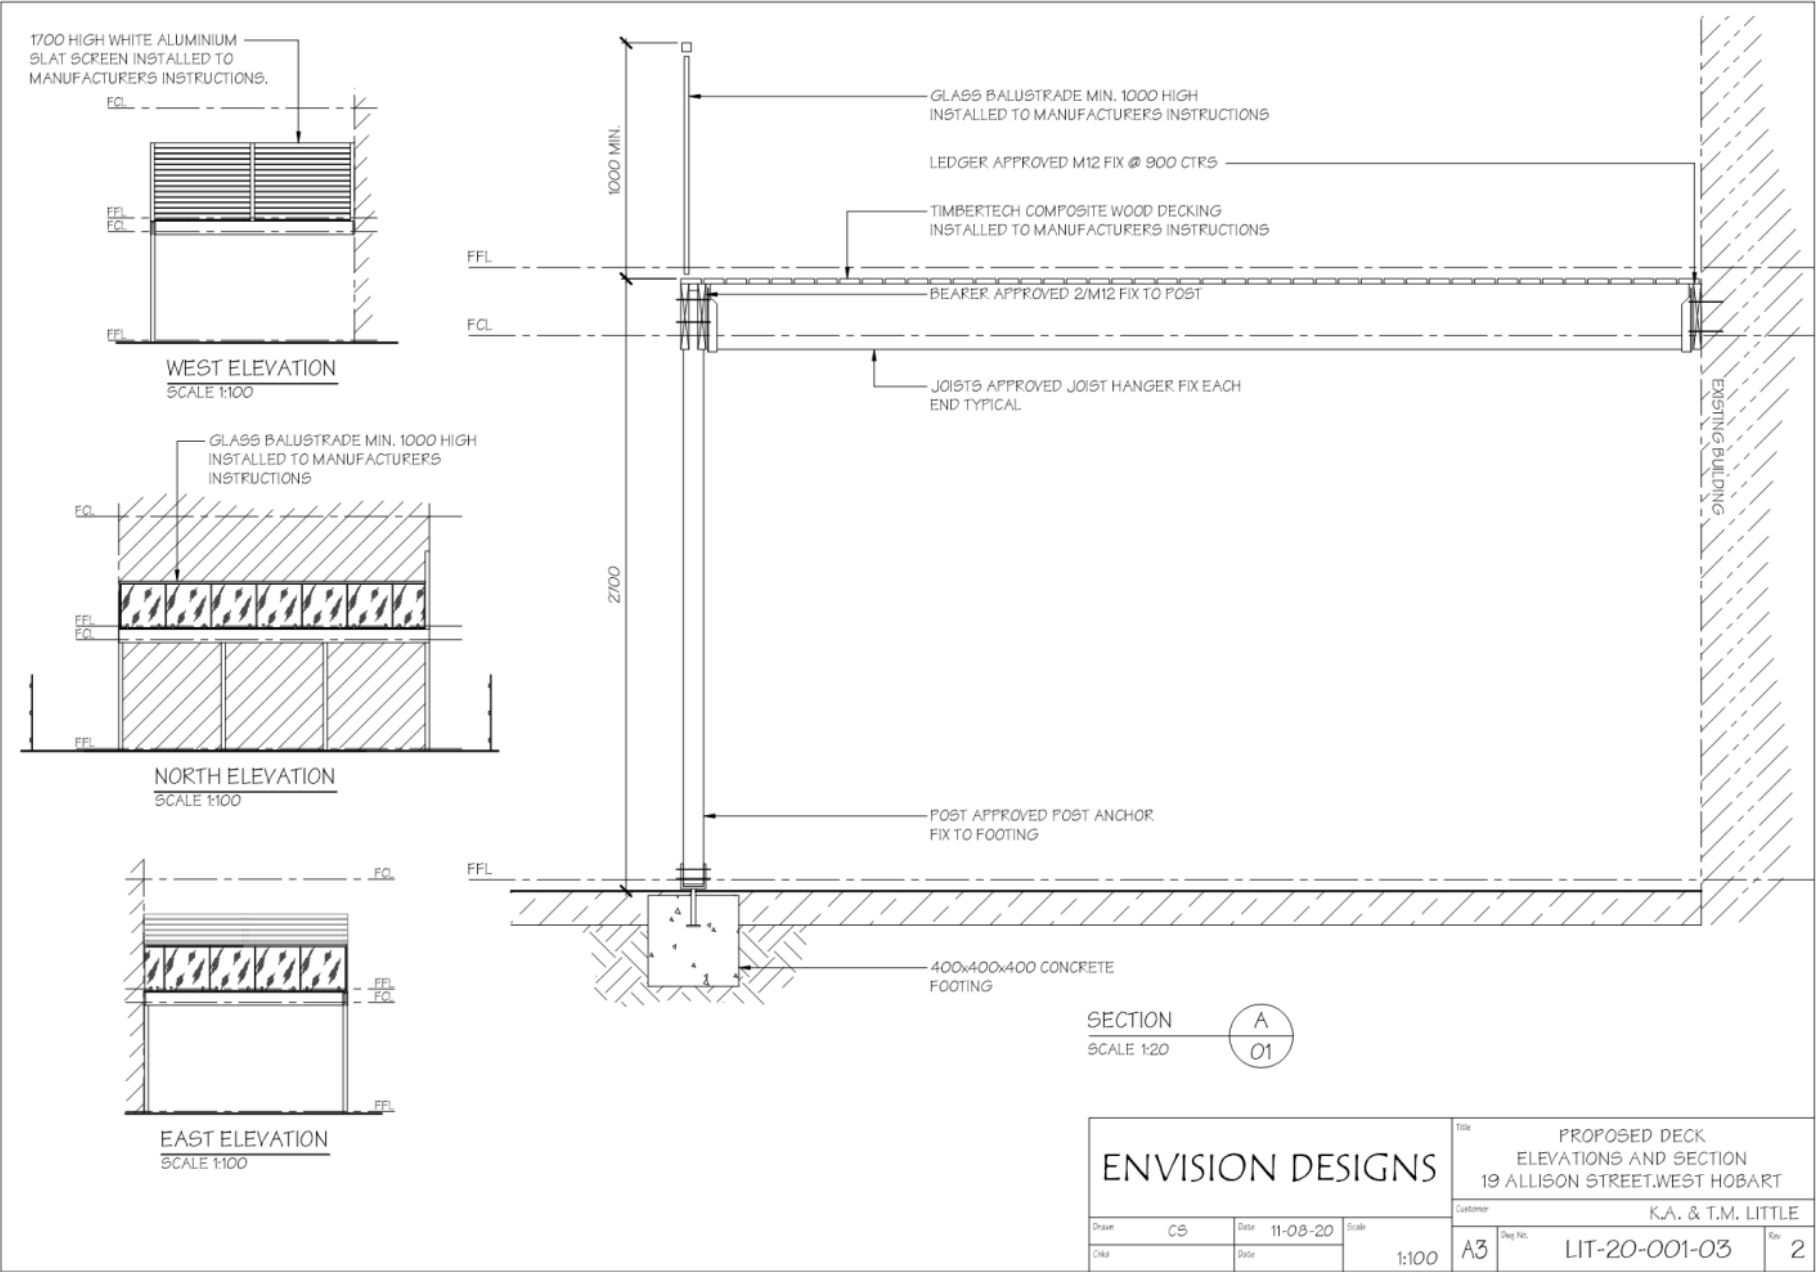 1700 HIGH WHITE ALUMINIUM
SLAT SCREEN INSTALLED TO
MANUFACTURERS INSTRUCTIONS.
FCL
FFL
FCL
FFL
WEST ELEVATION
SCALE 1:100
GLASS BALUSTRADE MIN. 1000 HIGH
INSTALLED TO MANUFACTURERS
INSTRUCTIONS
FCL
FFL
FCL
FFL
NORTH ELEVATION
SCALE 1:100
FCL
FFL
FCL
FFL
EAST ELEVATION
SCALE 1:100
1000 MIN.
2700
GLASS BALUSTRADE MIN. 1000 HIGH
INSTALLED TO MANUFACTURERS INSTRUCTIONS
LEDGER APPROVED M12 FIX @ 900 CTRS
TIMBERTECH COMPOSITE WOOD DECKING
INSTALLED TO MANUFACTURERS INSTRUCTIONS
FFL
BEARER APPROVED 2/M12 FIX TO POST
FCL
JOISTS APPROVED JOIST HANGER FIX EACH
END TYPICAL
EXISTING BUILDING
POST APPROVED POST ANCHOR
FIX TO FOOTING
FFL
400x400x400 CONCRETE
FOOTING
SECTION
SCALE 1:20
A
01
ENVISION DESIGNS
Title
PROPOSED DECK
ELEVATIONS AND SECTION
19 ALLISON STREET.WEST HOBART
Customer
K.A. & T.M. LITTLE
Drawn CS Date 11-08-20 Scale
Chkd Date 1:100
A3 Dwg No. LIT-20-001-03 Rev 2